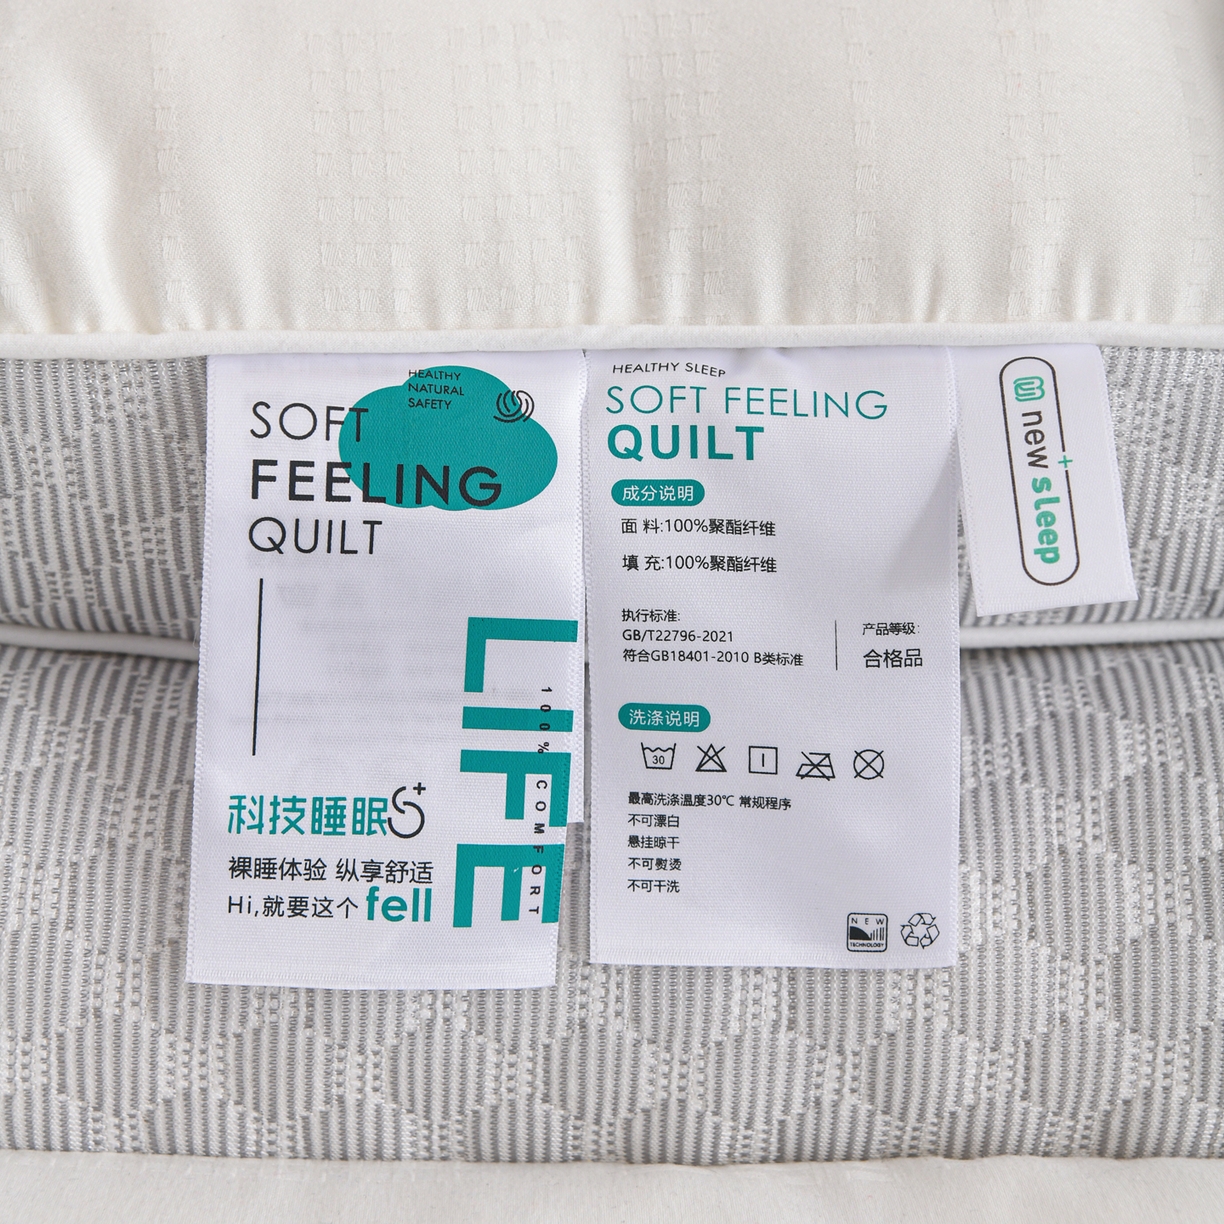 HEALTHY
NATURAL
SAFETY
SOFT
FEELING
QUILT
LIFE
100% COMFORT
科技睡眠
裸睡体验 纵享舒适
Hi,就要这个 fell
HEALTHY SLEEP
SOFT FEELING
QUILT
成分说明
面 料:100%聚酯纤维
填 充:100%聚酯纤维
执行标准:
GB/T22796-2021
符合GB18401-2010 B类标准
产品等级:
合格品
洗涤说明
30
最高洗涤温度30℃ 常规程序
不可漂白
悬挂晾干
不可熨烫
不可干洗
NEW
TECHNOLOGY
new sleep